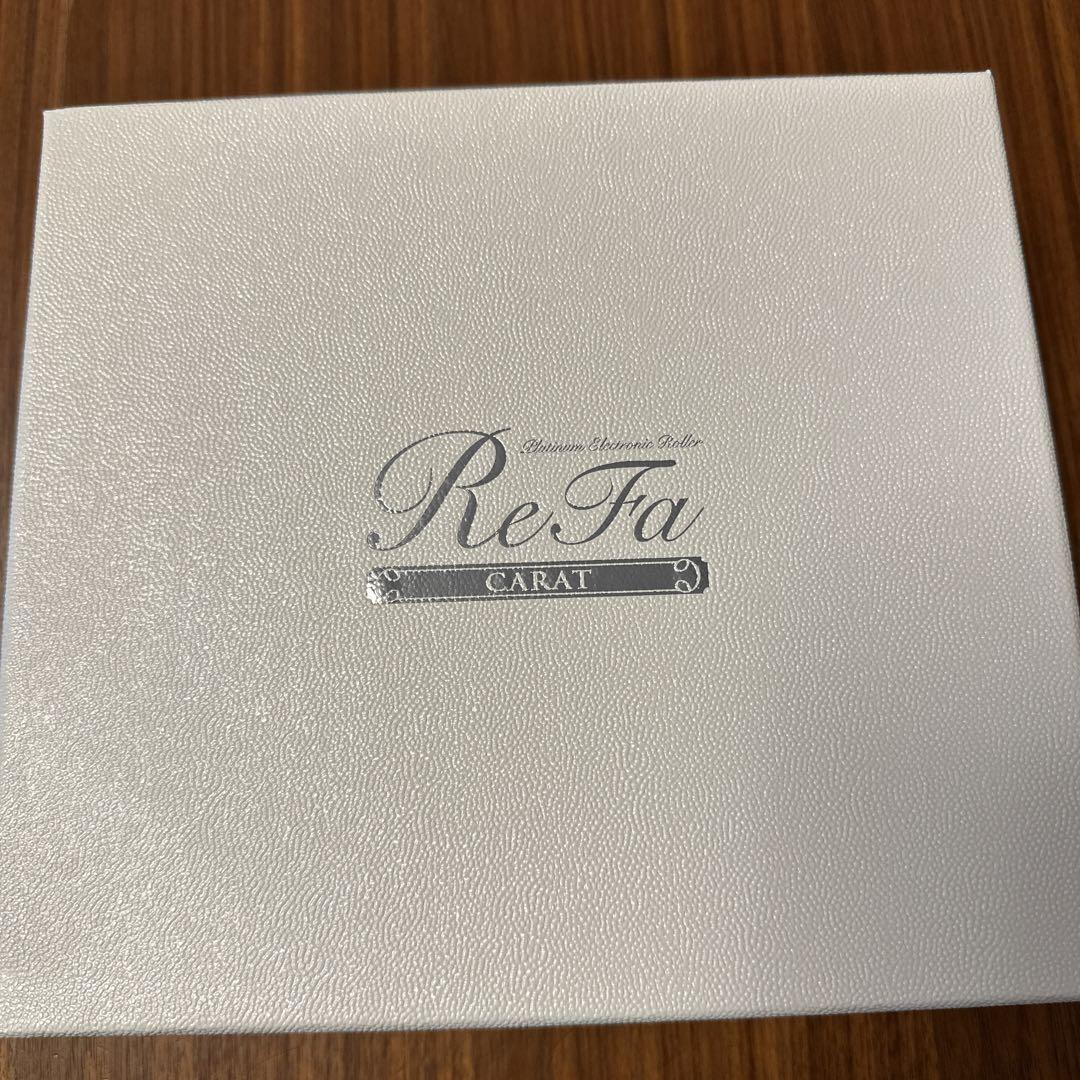 Platinum Electronic Roller
ReFa
CARAT